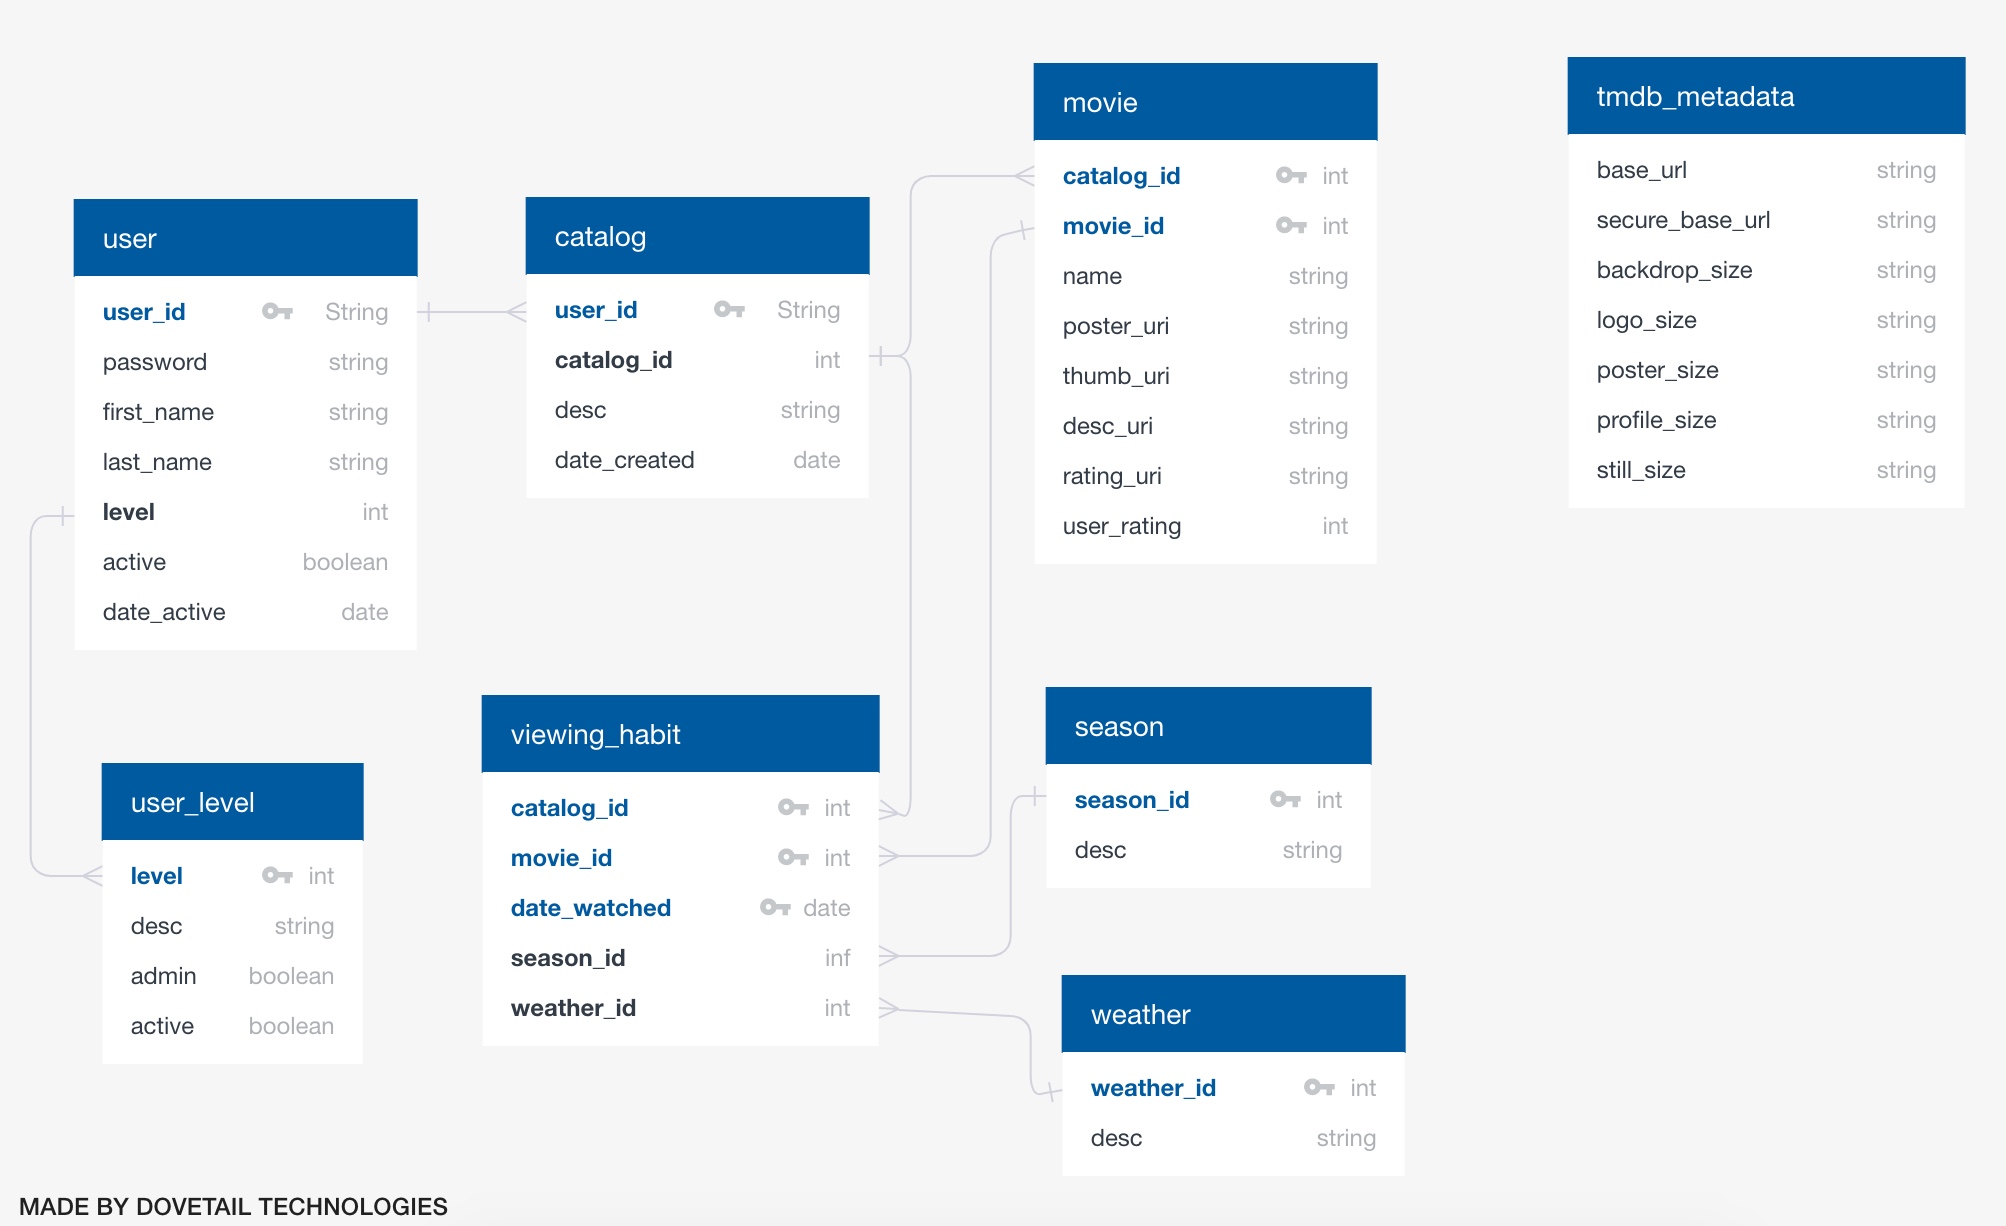 user
user_id String
password string
first_name string
last_name string
level int
active boolean
date_active date
catalog
user_id String
catalog_id int
desc string
date_created date
movie
catalog_id int
movie_id int
name string
poster_uri string
thumb_uri string
desc_uri string
rating_uri string
user_rating int
tmdb_metadata
base_url string
secure_base_url string
backdrop_size string
logo_size string
poster_size string
profile_size string
still_size string
user_level
level int
desc string
admin boolean
active boolean
viewing_habit
catalog_id int
movie_id int
date_watched date
season_id inf
weather_id int
season
season_id int
desc string
weather
weather_id int
desc string
MADE BY DOVETAIL TECHNOLOGIES